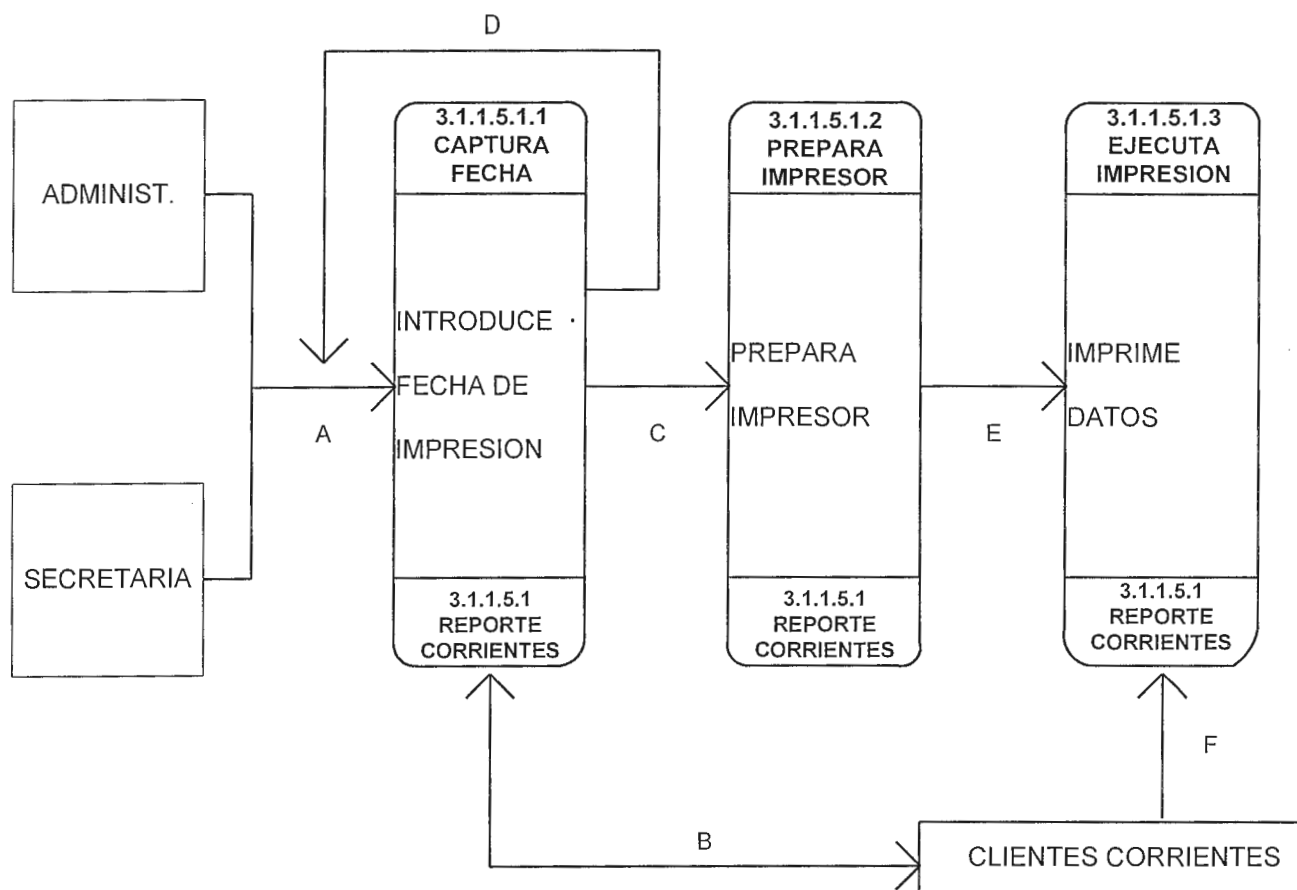 D
ADMINIST.
SECRETARIA
A
3.1.1.5.1.1
CAPTURA
FECHA
INTRODUCE
FECHA DE
IMPRESION
3.1.1.5.1
REPORTE
CORRIENTES
C
3.1.1.5.1.2
PREPARA
IMPRESOR
PREPARA
IMPRESOR
3.1.1.5.1
REPORTE
CORRIENTES
E
3.1.1.5.1.3
EJECUTA
IMPRESION
IMPRIME
DATOS
3.1.1.5.1
REPORTE
CORRIENTES
F
B
CLIENTES CORRIENTES